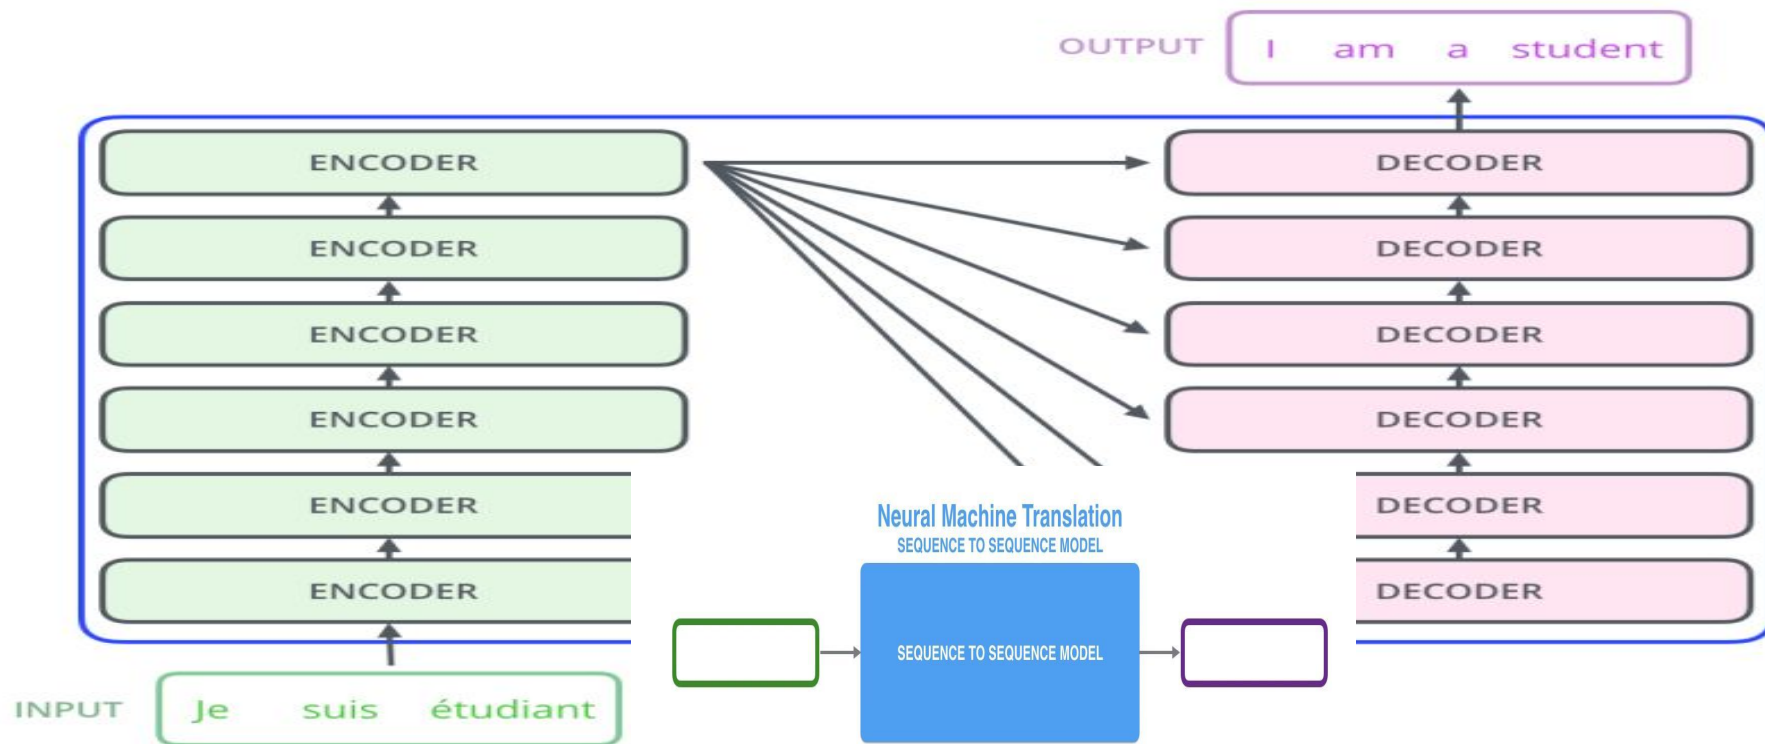 OUTPUT I am a student
ENCODER DECODER
ENCODER DECODER
ENCODER DECODER
ENCODER DECODER
ENCODER DECODER
ENCODER DECODER
Neural Machine Translation
SEQUENCE TO SEQUENCE MODEL
SEQUENCE TO SEQUENCE MODEL
INPUT Je suis étudiant